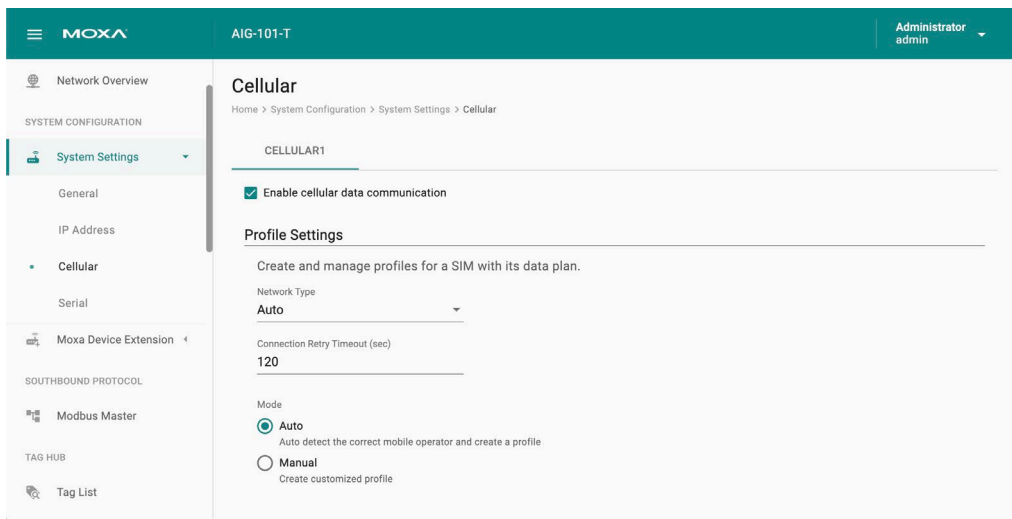 MOXA
AIG-101-T
Administrator
admin
Network Overview
SYSTEM CONFIGURATION
System Settings
General
IP Address
Cellular
Serial
Moxa Device Extension
SOUTHBOUND PROTOCOL
Modbus Master
TAG HUB
Tag List
Cellular
Home > System Configuration > System Settings > Cellular
CELLULAR1
Enable cellular data communication
Profile Settings
Create and manage profiles for a SIM with its data plan.
Network Type
Auto
Connection Retry Timeout (sec)
120
Mode
Auto
Auto detect the correct mobile operator and create a profile
Manual
Create customized profile